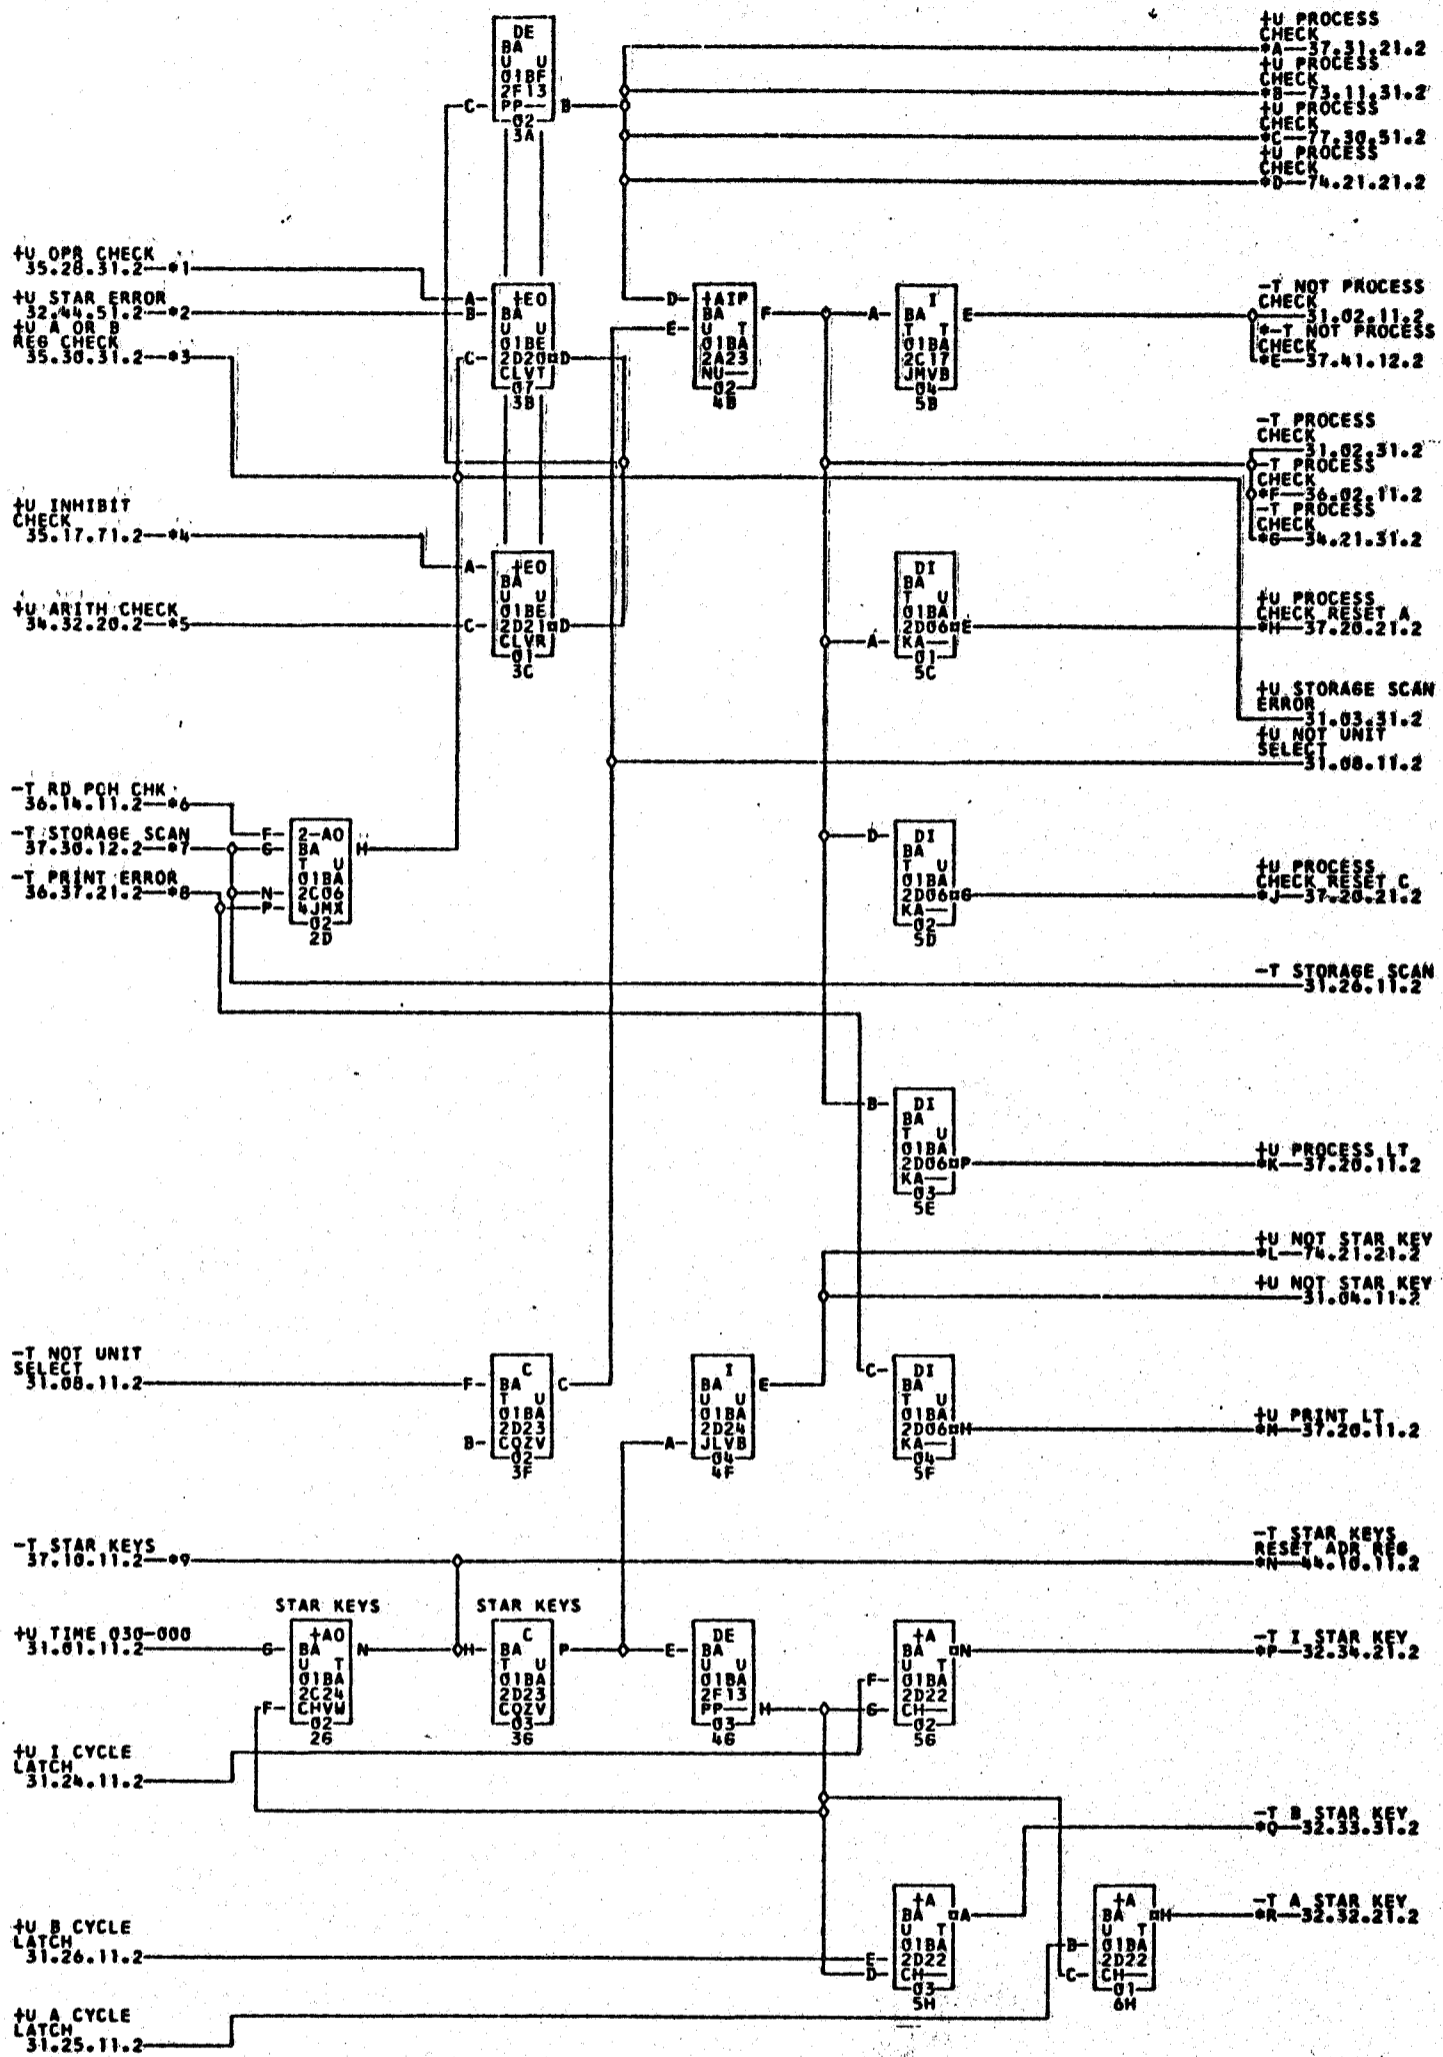 DE
BA
U U
01BF
2F13
C- PP— B
02
3A
+U PROCESS
CHECK
*A—37.31.21.2
+U PROCESS
CHECK
*B—73.11.31.2
+U PROCESS
CHECK
*C—77.30.51.2
+U PROCESS
CHECK
*D—74.21.21.2
+U OPR CHECK
35.28.31.2—*1
+U STAR ERROR
32.44.51.2—*2
+U A OR B
REG CHECK
35.30.31.2—*3
A- +EO
B- BA
U U
01BE
C- 2D20 D
CLVT
07
3B
D- +AIP
BA F
E- U T
01BA
2A23
NU—
02
4B
I
A- BA E
T T
01BA
2C17
JMVB
04
5B
-T NOT PROCESS
CHECK
31.02.11.2
*-T NOT PROCESS
CHECK
*E—37.41.12.2
-T PROCESS
CHECK
31.02.31.2
-T PROCESS
CHECK
*F—36.02.11.2
-T PROCESS
CHECK
*G—34.21.31.2
+U INHIBIT
CHECK
35.17.71.2—*4
+U ARITH CHECK
34.32.20.2—*5
A- +EO
BA
U U
01BE
C- 2D21 D
CLVR
01
3C
DI
BA
T U
01BA
2D06 E
A- KA—
01
5C
+U PROCESS
CHECK RESET A
*H—37.20.21.2
+U STORAGE SCAN
ERROR
31.03.31.2
+U NOT UNIT
SELECT
31.08.11.2
-T RD PCH CHK
36.14.11.2—*6
-T STORAGE SCAN
37.30.12.2—*7
-T PRINT ERROR
36.37.21.2—*8
F- 2-AO
G- BA H
T U
01BA
N- 2C06
P- 4JMX
02
2D
D- DI
BA
T U
01BA
2D06 G
KA—
02
5D
+U PROCESS
CHECK RESET C
*J—37.20.21.2
-T STORAGE SCAN
31.26.11.2
B- DI
BA
T U
01BA
2D06 P
KA—
03
5E
+U PROCESS LT
*K—37.20.11.2
+U NOT STAR KEY
*L—74.21.21.2
+U NOT STAR KEY
31.04.11.2
-T NOT UNIT
SELECT
31.08.11.2
C
F- BA C
T U
01BA
2D23
B- CQZV
02
3F
I
BA E
U U
01BA
2D24
A- JLVB
04
4F
C- DI
BA
T U
01BA
2D06 H
KA—
04
5F
+U PRINT LT
*M—37.20.11.2
-T STAR KEYS
37.10.11.2—*9
-T STAR KEYS
RESET ADR REG
*N—44.10.11.2
STAR KEYS
STAR KEYS
+U TIME 030-000
31.01.11.2
+AO
G- BA N
U T
01BA
2C24
F- CHVW
02
2G
C
H BA P
T U
01BA
2D23
CQZV
03
3G
DE
E- BA
U U
01BA
2F13
PP— H
03
4G
+A
BA N
U T
F- 01BA
2D22
G- CH—
02
5G
-T I STAR KEY
*P—32.34.21.2
+U I CYCLE
LATCH
31.24.11.2
-T B STAR KEY
*Q—32.33.31.2
+U B CYCLE
LATCH
31.26.11.2
+A
BA A
U T
01BA
E- 2D22
D- CH—
03
5H
+A
BA H
U T
B- 01BA
2D22
C- CH—
01
6H
-T A STAR KEY
*R—32.32.21.2
+U A CYCLE
LATCH
31.25.11.2